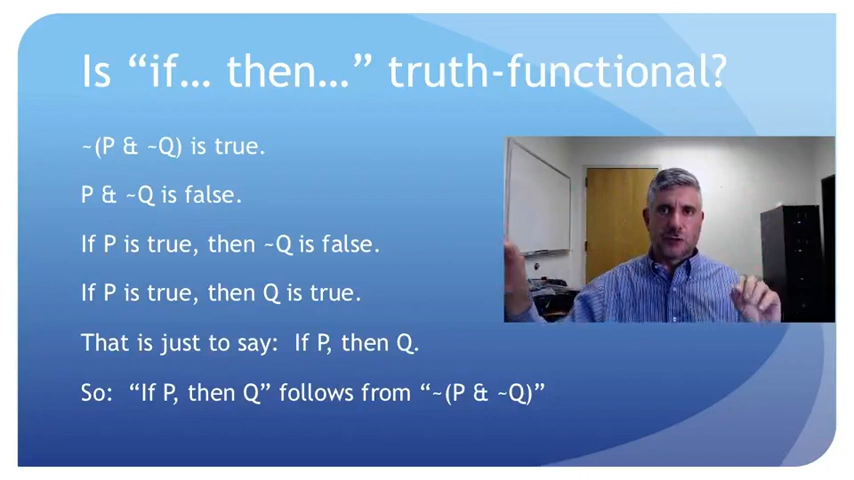 Is “if... then...” truth-functional?
~(P & ~Q) is true.
P & ~Q is false.
If P is true, then ~Q is false.
If P is true, then Q is true.
That is just to say:  If P, then Q.
So:  “If P, then Q” follows from “~(P & ~Q)”